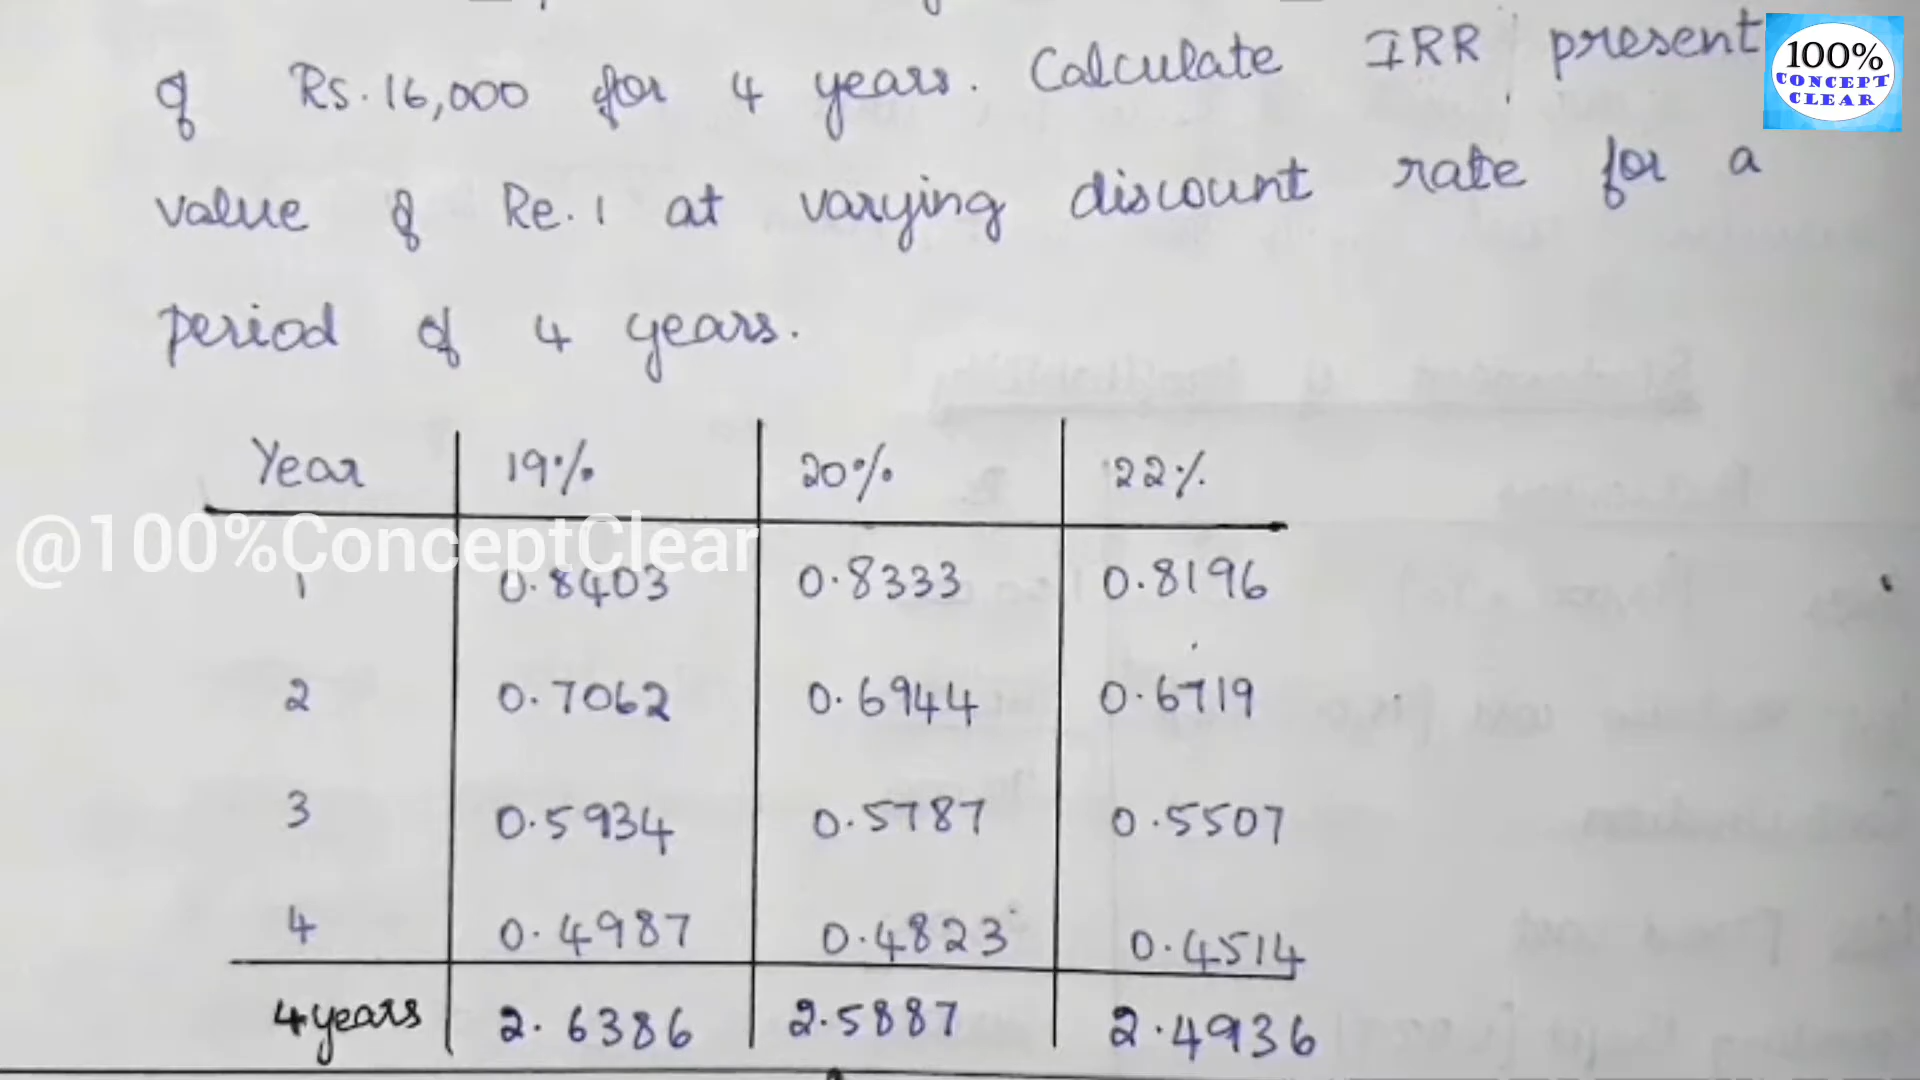 of Rs. 16,000 for 4 years. Calculate IRR present
value of Re. 1 at varying discount rate for a
period of 4 years.
Year 19% 20% 22%
1 0.8403 0.8333 0.8196
2 0.7062 0.6944 0.6719
3 0.5934 0.5787 0.5507
4 0.4987 0.4823 0.4514
4 years 2.6386 2.5887 2.4936
100%
CONCEPT
CLEAR
@100%ConceptClear